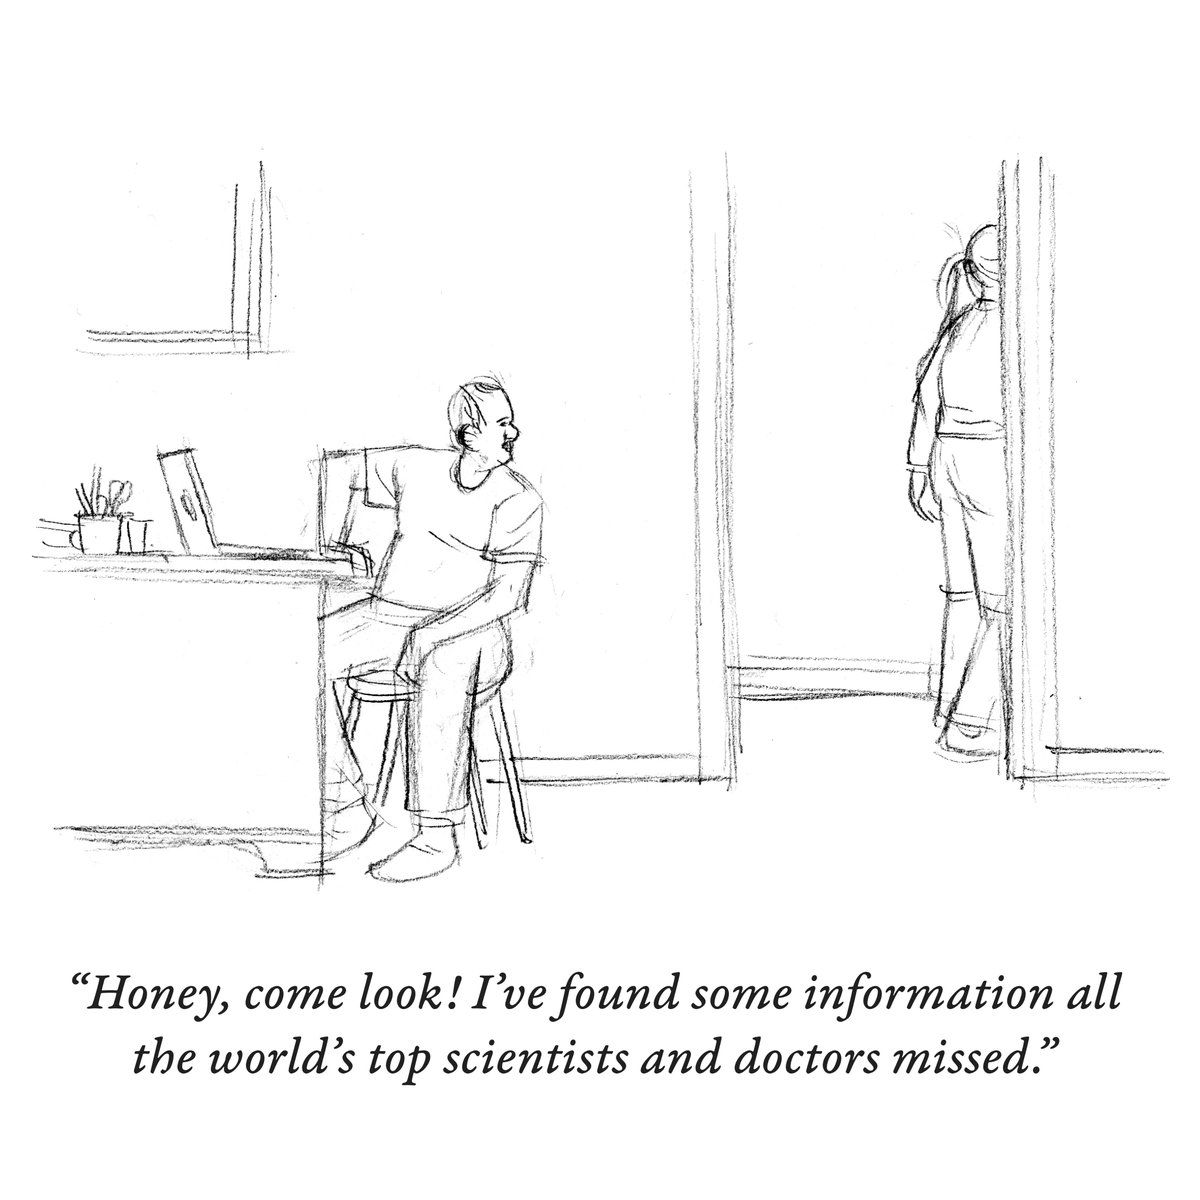 “Honey, come look! I’ve found some information all
the world’s top scientists and doctors missed.”